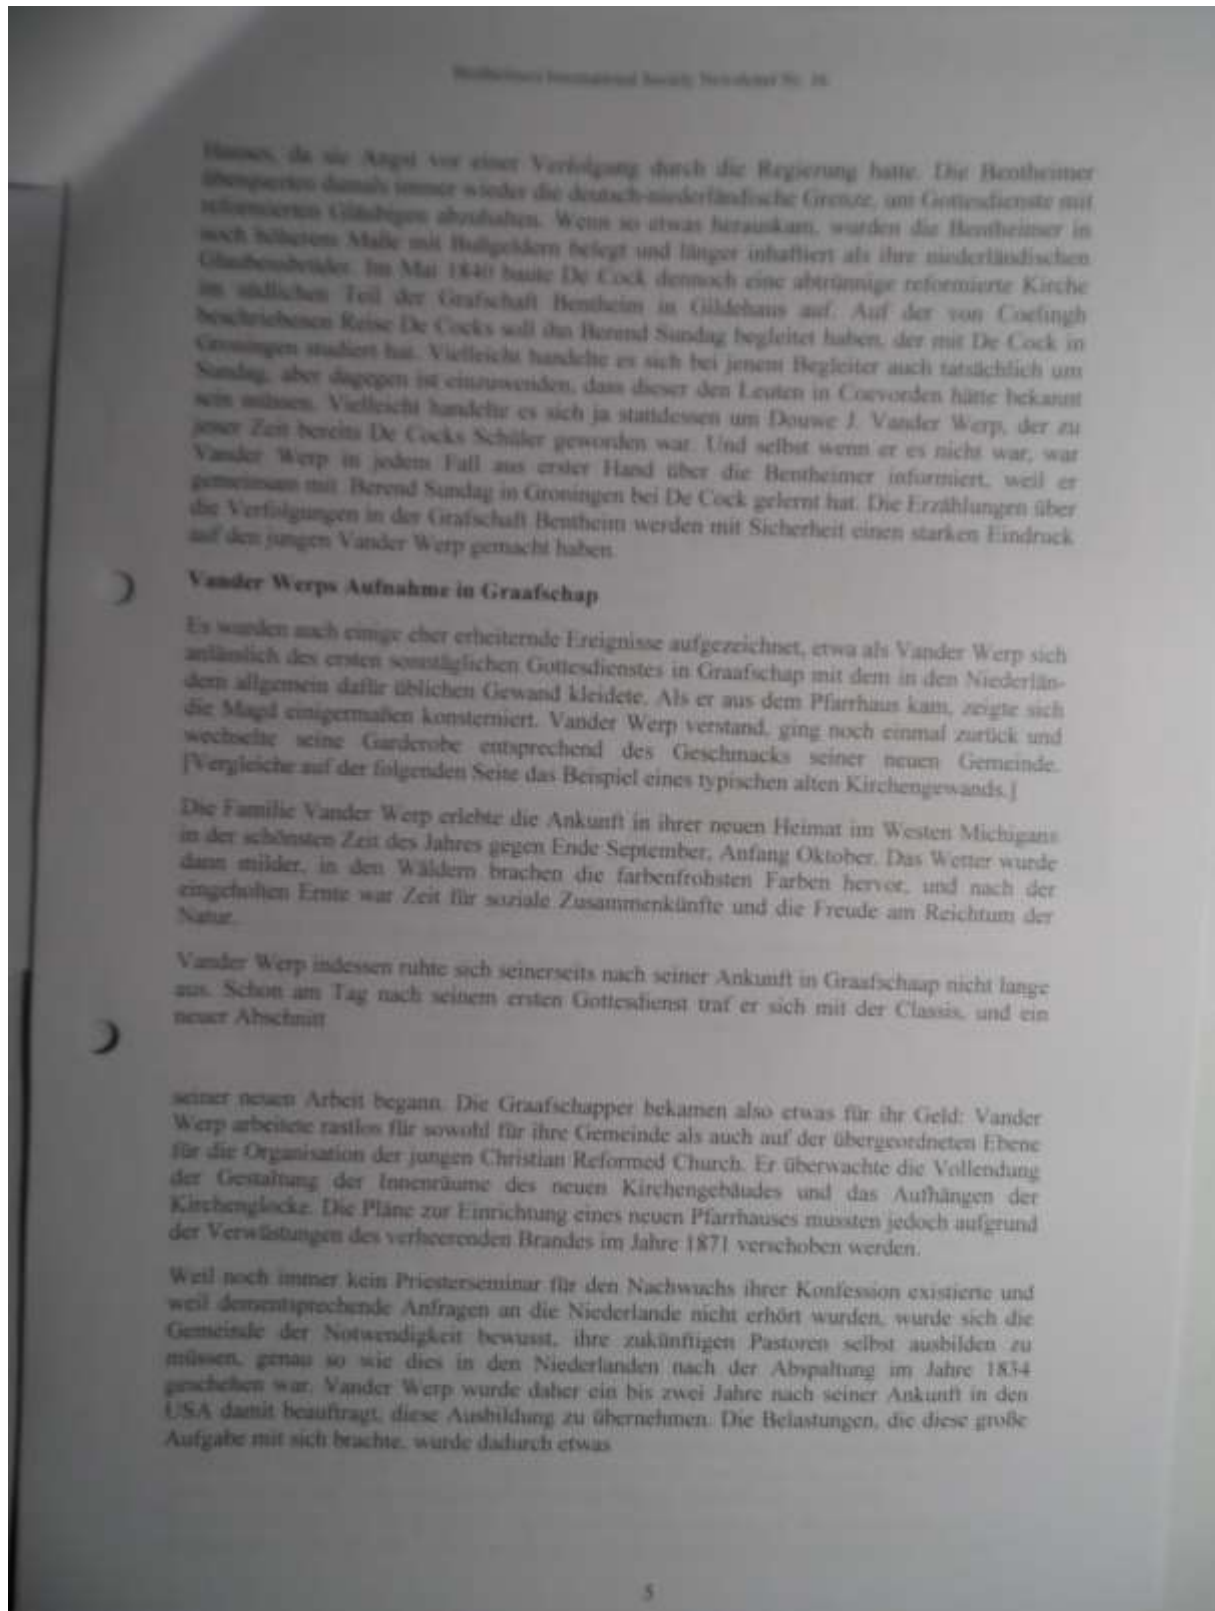 Bentheimers International Society Newsletter Nr. 16
Hauses, da sie Angst vor einer Verfolgung durch die Regierung hatte. Die Bentheimer
überquerten damals immer wieder die deutsch-niederländische Grenze, um Gottesdienste mit
reformierten Gläubigen abzuhalten. Wenn so etwas herauskam, wurden die Bentheimer in
noch höherem Maße mit Bußgeldern belegt und länger inhaftiert als ihre niederländischen
Glaubensbrüder. Im Mai 1840 baute De Cock dennoch eine abtrünnige reformierte Kirche
im südlichen Teil der Grafschaft Bentheim in Gildehaus auf. Auf der von Coelingh
beschriebenen Reise De Cocks soll ihn Berend Sundag begleitet haben, der mit De Cock in
Groningen studiert hat. Vielleicht handelte es sich bei jenem Begleiter auch tatsächlich um
Sundag, aber dagegen ist einzuwenden, dass dieser den Leuten in Coevorden hätte bekannt
sein müssen. Vielleicht handelte es sich ja stattdessen um Douwe J. Vander Werp, der zu
jener Zeit bereits De Cocks Schüler geworden war. Und selbst wenn er es nicht war, war
Vander Werp in jedem Fall aus erster Hand über die Bentheimer informiert, weil er
gemeinsam mit Berend Sundag in Groningen bei De Cock gelernt hat. Die Erzählungen über
die Verfolgungen in der Grafschaft Bentheim werden mit Sicherheit einen starken Eindruck
auf den jungen Vander Werp gemacht haben.
Vander Werps Aufnahme in Graafschap
Es wurden auch einige eher erheiternde Ereignisse aufgezeichnet, etwa als Vander Werp sich
anlässlich des ersten sonntäglichen Gottesdienstes in Graafschap mit dem in den Niederlän-
dern allgemein dafür üblichen Gewand kleidete. Als er aus dem Pfarrhaus kam, zeigte sich
die Magd einigermaßen konsterniert. Vander Werp verstand, ging noch einmal zurück und
wechselte seine Garderobe entsprechend des Geschmacks seiner neuen Gemeinde.
[Vergleiche auf der folgenden Seite das Beispiel eines typischen alten Kirchengewands.]
Die Familie Vander Werp erlebte die Ankunft in ihrer neuen Heimat im Westen Michigans
in der schönsten Zeit des Jahres gegen Ende September, Anfang Oktober. Das Wetter wurde
dann milder, in den Wäldern brachen die farbenfrohsten Farben hervor, und nach der
eingeholten Ernte war Zeit für soziale Zusammenkünfte und die Freude am Reichtum der
Natur.
Vander Werp indessen ruhte sich seinerseits nach seiner Ankunft in Graafschaap nicht lange
aus. Schon am Tag nach seinem ersten Gottesdienst traf er sich mit der Classis, und ein
neuer Abschnitt
seiner neuen Arbeit begann. Die Graafschapper bekamen also etwas für ihr Geld: Vander
Werp arbeitete rastlos für sowohl für ihre Gemeinde als auch auf der übergeordneten Ebene
für die Organisation der jungen Christian Reformed Church. Er überwachte die Vollendung
der Gestaltung der Innenräume des neuen Kirchengebäudes und das Aufhängen der
Kirchenglocke. Die Pläne zur Einrichtung eines neuen Pfarrhauses mussten jedoch aufgrund
der Verwüstungen des verheerenden Brandes im Jahre 1871 verschoben werden.
Weil noch immer kein Priesterseminar für den Nachwuchs ihrer Konfession existierte und
weil dementsprechende Anfragen an die Niederlande nicht erhört wurden, wurde sich die
Gemeinde der Notwendigkeit bewusst, ihre zukünftigen Pastoren selbst ausbilden zu
müssen, genau so wie dies in den Niederlanden nach der Abspaltung im Jahre 1834
geschehen war. Vander Werp wurde daher ein bis zwei Jahre nach seiner Ankunft in den
USA damit beauftragt, diese Ausbildung zu übernehmen. Die Belastungen, die diese große
Aufgabe mit sich brachte, wurde dadurch etwas
5